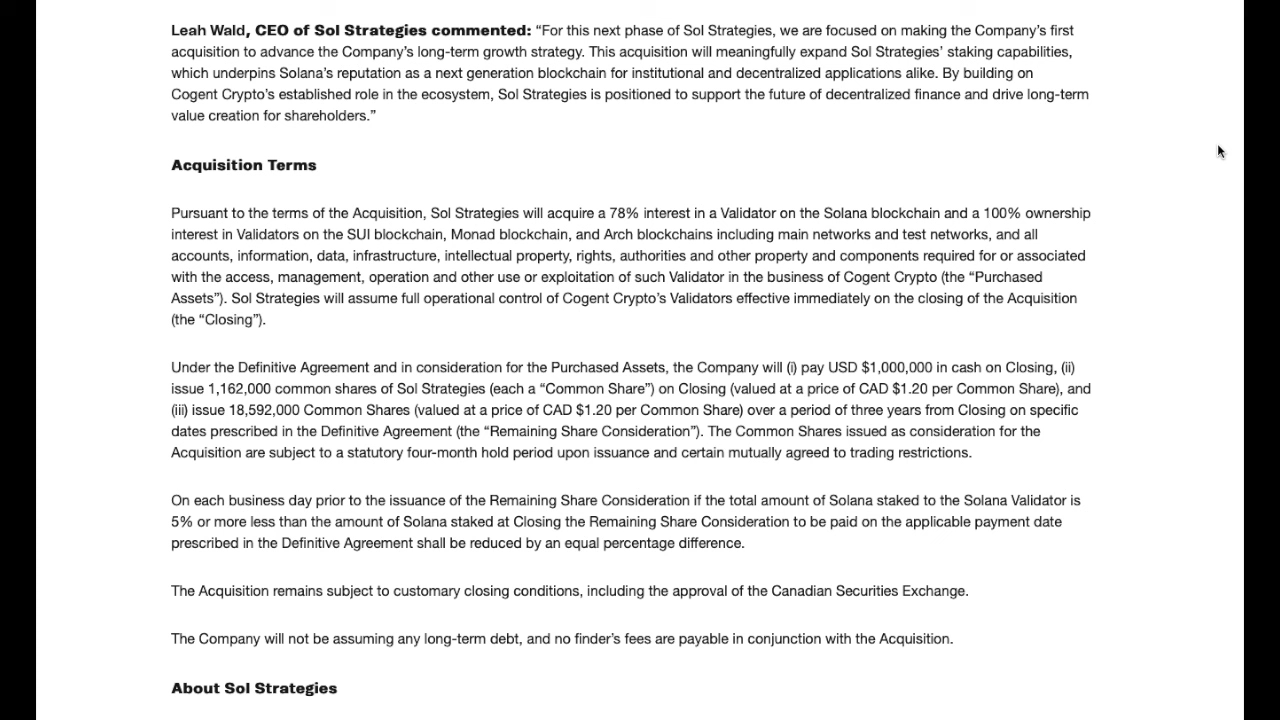 Leah Wald, CEO of Sol Strategies commented: “For this next phase of Sol Strategies, we are focused on making the Company’s first
acquisition to advance the Company’s long-term growth strategy. This acquisition will meaningfully expand Sol Strategies’ staking capabilities,
which underpins Solana’s reputation as a next generation blockchain for institutional and decentralized applications alike. By building on
Cogent Crypto’s established role in the ecosystem, Sol Strategies is positioned to support the future of decentralized finance and drive long-term
value creation for shareholders.”
Acquisition Terms
Pursuant to the terms of the Acquisition, Sol Strategies will acquire a 78% interest in a Validator on the Solana blockchain and a 100% ownership
interest in Validators on the SUI blockchain, Monad blockchain, and Arch blockchains including main networks and test networks, and all
accounts, information, data, infrastructure, intellectual property, rights, authorities and other property and components required for or associated
with the access, management, operation and other use or exploitation of such Validator in the business of Cogent Crypto (the “Purchased
Assets”). Sol Strategies will assume full operational control of Cogent Crypto’s Validators effective immediately on the closing of the Acquisition
(the “Closing”).
Under the Definitive Agreement and in consideration for the Purchased Assets, the Company will (i) pay USD $1,000,000 in cash on Closing, (ii)
issue 1,162,000 common shares of Sol Strategies (each a “Common Share”) on Closing (valued at a price of CAD $1.20 per Common Share), and
(iii) issue 18,592,000 Common Shares (valued at a price of CAD $1.20 per Common Share) over a period of three years from Closing on specific
dates prescribed in the Definitive Agreement (the “Remaining Share Consideration”). The Common Shares issued as consideration for the
Acquisition are subject to a statutory four-month hold period upon issuance and certain mutually agreed to trading restrictions.
On each business day prior to the issuance of the Remaining Share Consideration if the total amount of Solana staked to the Solana Validator is
5% or more less than the amount of Solana staked at Closing the Remaining Share Consideration to be paid on the applicable payment date
prescribed in the Definitive Agreement shall be reduced by an equal percentage difference.
The Acquisition remains subject to customary closing conditions, including the approval of the Canadian Securities Exchange.
The Company will not be assuming any long-term debt, and no finder’s fees are payable in conjunction with the Acquisition.
About Sol Strategies